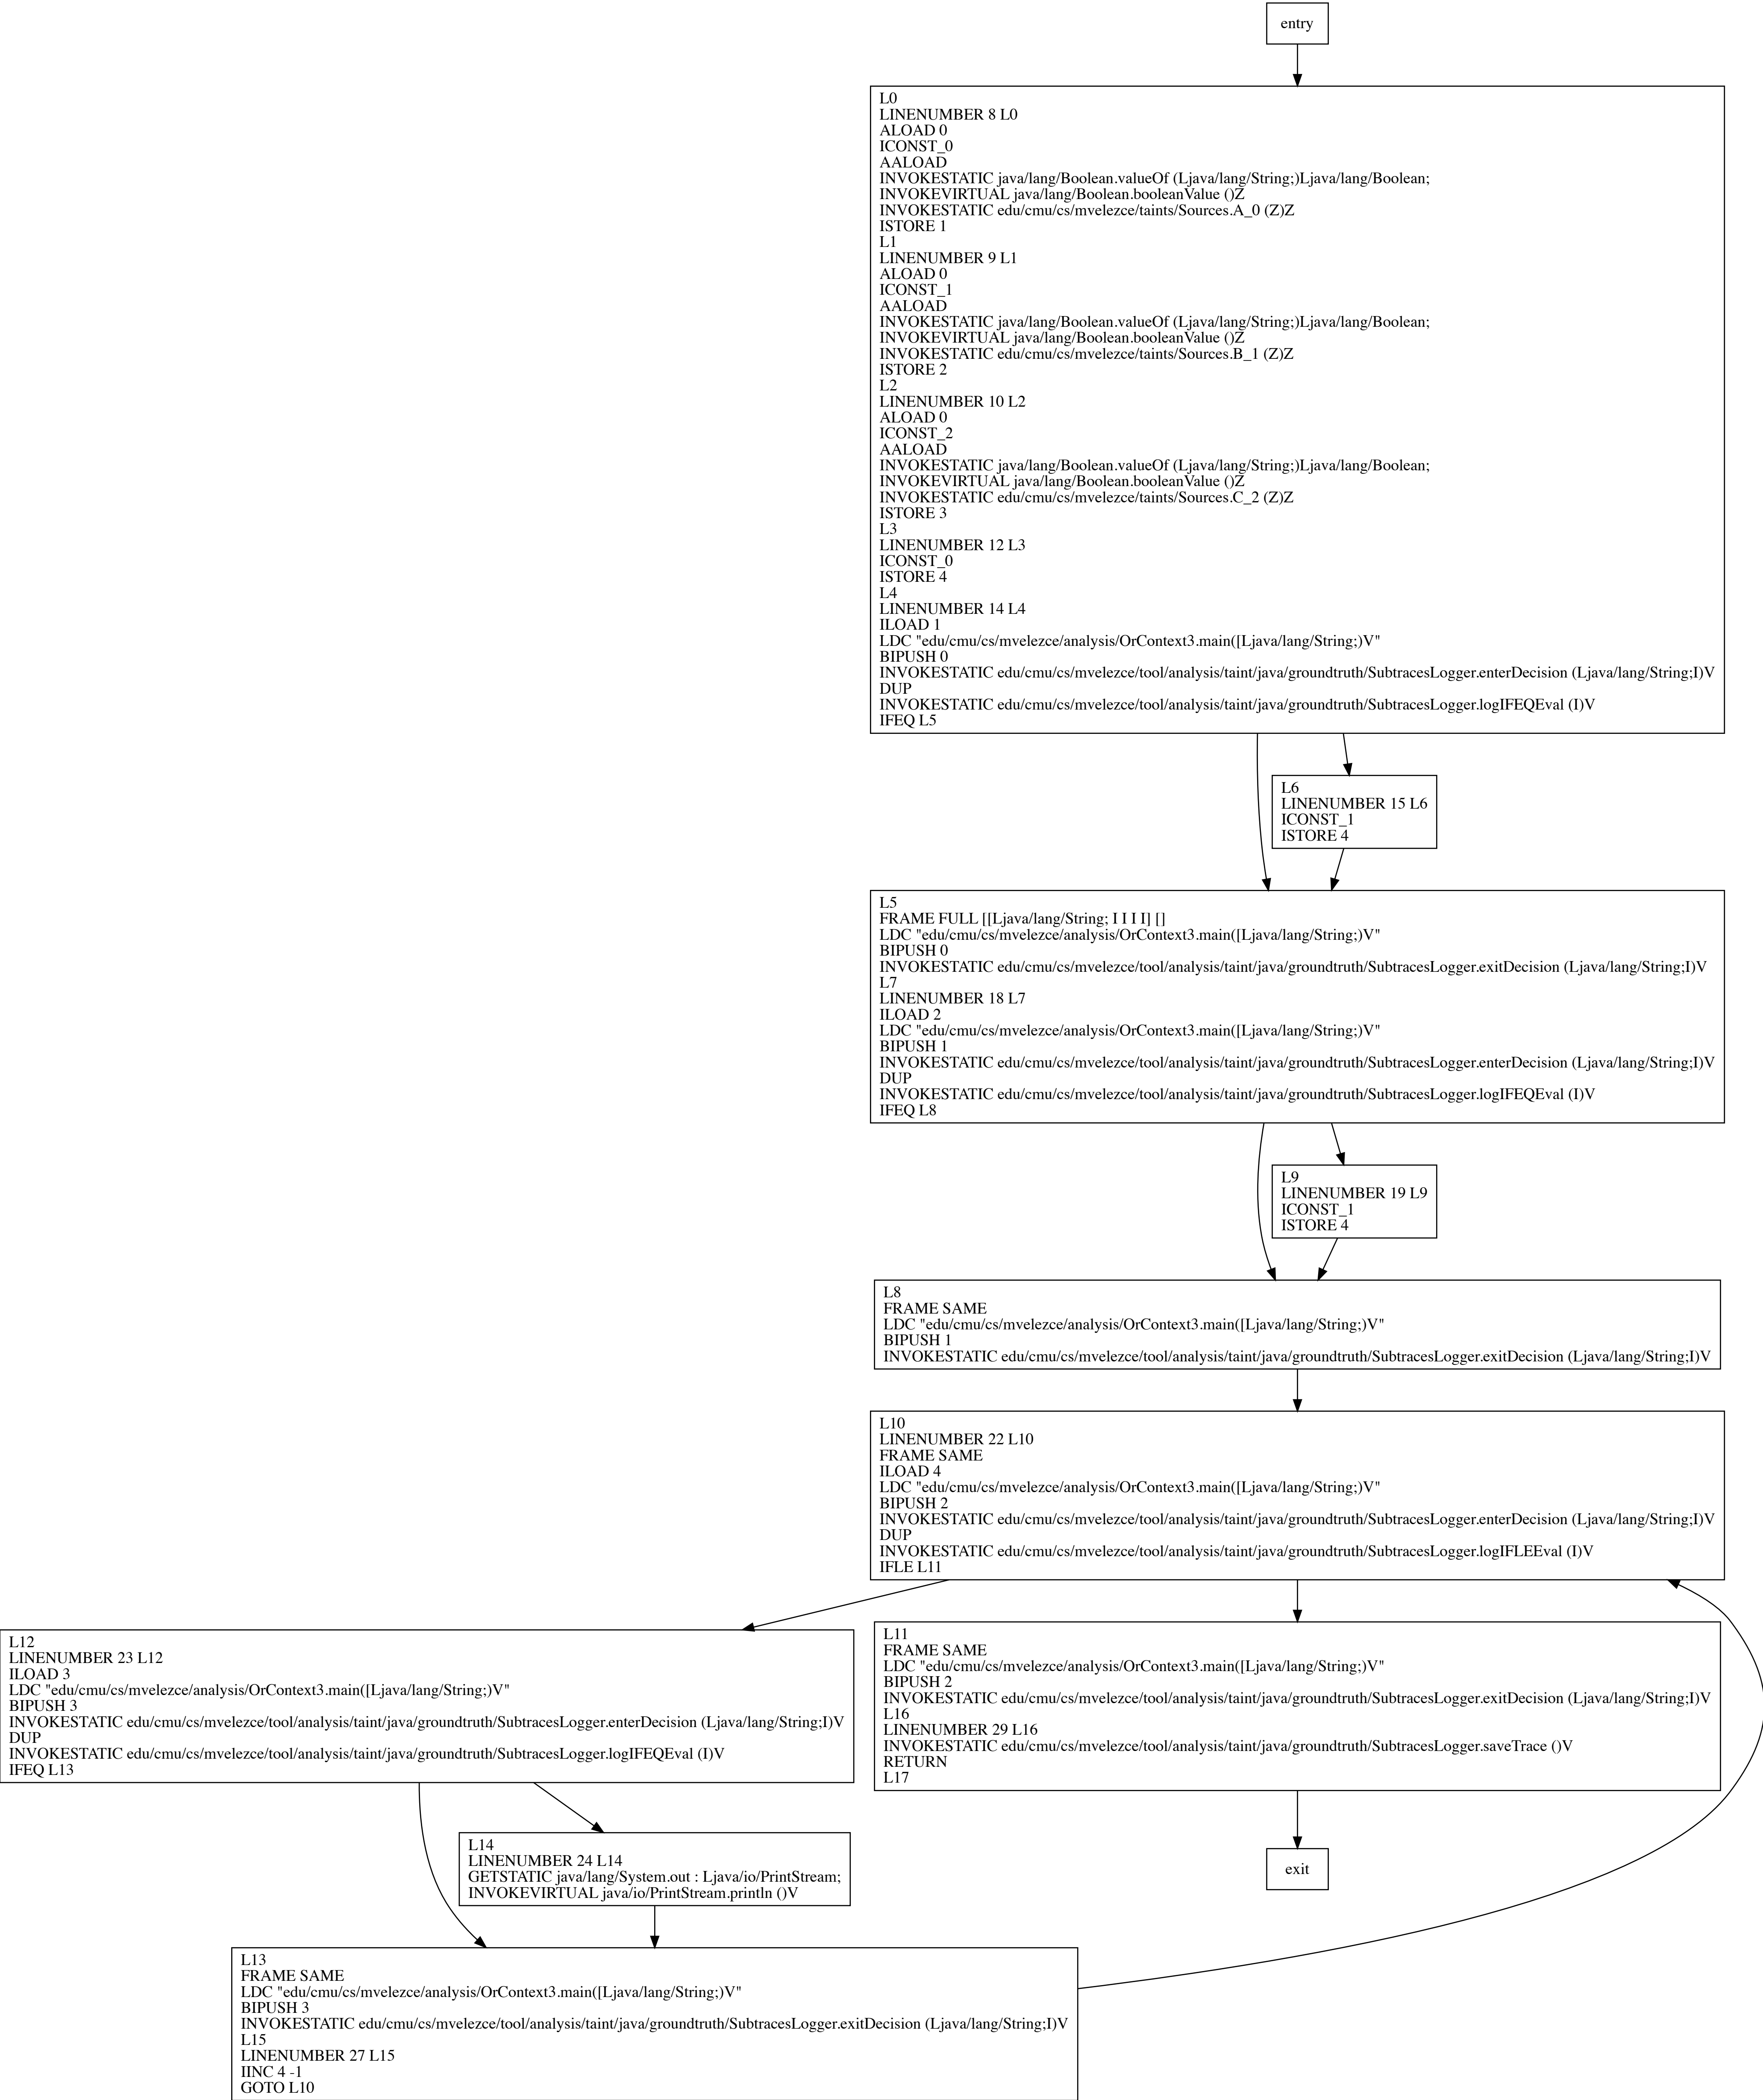 entry
L0
LINENUMBER 8 L0
ALOAD 0
ICONST_0
AALOAD
INVOKESTATIC java/lang/Boolean.valueOf (Ljava/lang/String;)Ljava/lang/Boolean;
INVOKEVIRTUAL java/lang/Boolean.booleanValue ()Z
INVOKESTATIC edu/cmu/cs/mvelezce/taints/Sources.A_0 (Z)Z
ISTORE 1
L1
LINENUMBER 9 L1
ALOAD 0
ICONST_1
AALOAD
INVOKESTATIC java/lang/Boolean.valueOf (Ljava/lang/String;)Ljava/lang/Boolean;
INVOKEVIRTUAL java/lang/Boolean.booleanValue ()Z
INVOKESTATIC edu/cmu/cs/mvelezce/taints/Sources.B_1 (Z)Z
ISTORE 2
L2
LINENUMBER 10 L2
ALOAD 0
ICONST_2
AALOAD
INVOKESTATIC java/lang/Boolean.valueOf (Ljava/lang/String;)Ljava/lang/Boolean;
INVOKEVIRTUAL java/lang/Boolean.booleanValue ()Z
INVOKESTATIC edu/cmu/cs/mvelezce/taints/Sources.C_2 (Z)Z
ISTORE 3
L3
LINENUMBER 12 L3
ICONST_0
ISTORE 4
L4
LINENUMBER 14 L4
ILOAD 1
LDC "edu/cmu/cs/mvelezce/analysis/OrContext3.main([Ljava/lang/String;)V"
BIPUSH 0
INVOKESTATIC edu/cmu/cs/mvelezce/tool/analysis/taint/java/groundtruth/SubtracesLogger.enterDecision (Ljava/lang/String;I)V
DUP
INVOKESTATIC edu/cmu/cs/mvelezce/tool/analysis/taint/java/groundtruth/SubtracesLogger.logIFEQEval (I)V
IFEQ L5
L6
LINENUMBER 15 L6
ICONST_1
ISTORE 4
L5
FRAME FULL [[Ljava/lang/String; I I I I] []
LDC "edu/cmu/cs/mvelezce/analysis/OrContext3.main([Ljava/lang/String;)V"
BIPUSH 0
INVOKESTATIC edu/cmu/cs/mvelezce/tool/analysis/taint/java/groundtruth/SubtracesLogger.exitDecision (Ljava/lang/String;I)V
L7
LINENUMBER 18 L7
ILOAD 2
LDC "edu/cmu/cs/mvelezce/analysis/OrContext3.main([Ljava/lang/String;)V"
BIPUSH 1
INVOKESTATIC edu/cmu/cs/mvelezce/tool/analysis/taint/java/groundtruth/SubtracesLogger.enterDecision (Ljava/lang/String;I)V
DUP
INVOKESTATIC edu/cmu/cs/mvelezce/tool/analysis/taint/java/groundtruth/SubtracesLogger.logIFEQEval (I)V
IFEQ L8
L9
LINENUMBER 19 L9
ICONST_1
ISTORE 4
L8
FRAME SAME
LDC "edu/cmu/cs/mvelezce/analysis/OrContext3.main([Ljava/lang/String;)V"
BIPUSH 1
INVOKESTATIC edu/cmu/cs/mvelezce/tool/analysis/taint/java/groundtruth/SubtracesLogger.exitDecision (Ljava/lang/String;I)V
L10
LINENUMBER 22 L10
FRAME SAME
ILOAD 4
LDC "edu/cmu/cs/mvelezce/analysis/OrContext3.main([Ljava/lang/String;)V"
BIPUSH 2
INVOKESTATIC edu/cmu/cs/mvelezce/tool/analysis/taint/java/groundtruth/SubtracesLogger.enterDecision (Ljava/lang/String;I)V
DUP
INVOKESTATIC edu/cmu/cs/mvelezce/tool/analysis/taint/java/groundtruth/SubtracesLogger.logIFLEEval (I)V
IFLE L11
L12
LINENUMBER 23 L12
ILOAD 3
LDC "edu/cmu/cs/mvelezce/analysis/OrContext3.main([Ljava/lang/String;)V"
BIPUSH 3
INVOKESTATIC edu/cmu/cs/mvelezce/tool/analysis/taint/java/groundtruth/SubtracesLogger.enterDecision (Ljava/lang/String;I)V
DUP
INVOKESTATIC edu/cmu/cs/mvelezce/tool/analysis/taint/java/groundtruth/SubtracesLogger.logIFEQEval (I)V
IFEQ L13
L11
FRAME SAME
LDC "edu/cmu/cs/mvelezce/analysis/OrContext3.main([Ljava/lang/String;)V"
BIPUSH 2
INVOKESTATIC edu/cmu/cs/mvelezce/tool/analysis/taint/java/groundtruth/SubtracesLogger.exitDecision (Ljava/lang/String;I)V
L16
LINENUMBER 29 L16
INVOKESTATIC edu/cmu/cs/mvelezce/tool/analysis/taint/java/groundtruth/SubtracesLogger.saveTrace ()V
RETURN
L17
L14
LINENUMBER 24 L14
GETSTATIC java/lang/System.out : Ljava/io/PrintStream;
INVOKEVIRTUAL java/io/PrintStream.println ()V
exit
L13
FRAME SAME
LDC "edu/cmu/cs/mvelezce/analysis/OrContext3.main([Ljava/lang/String;)V"
BIPUSH 3
INVOKESTATIC edu/cmu/cs/mvelezce/tool/analysis/taint/java/groundtruth/SubtracesLogger.exitDecision (Ljava/lang/String;I)V
L15
LINENUMBER 27 L15
IINC 4 -1
GOTO L10